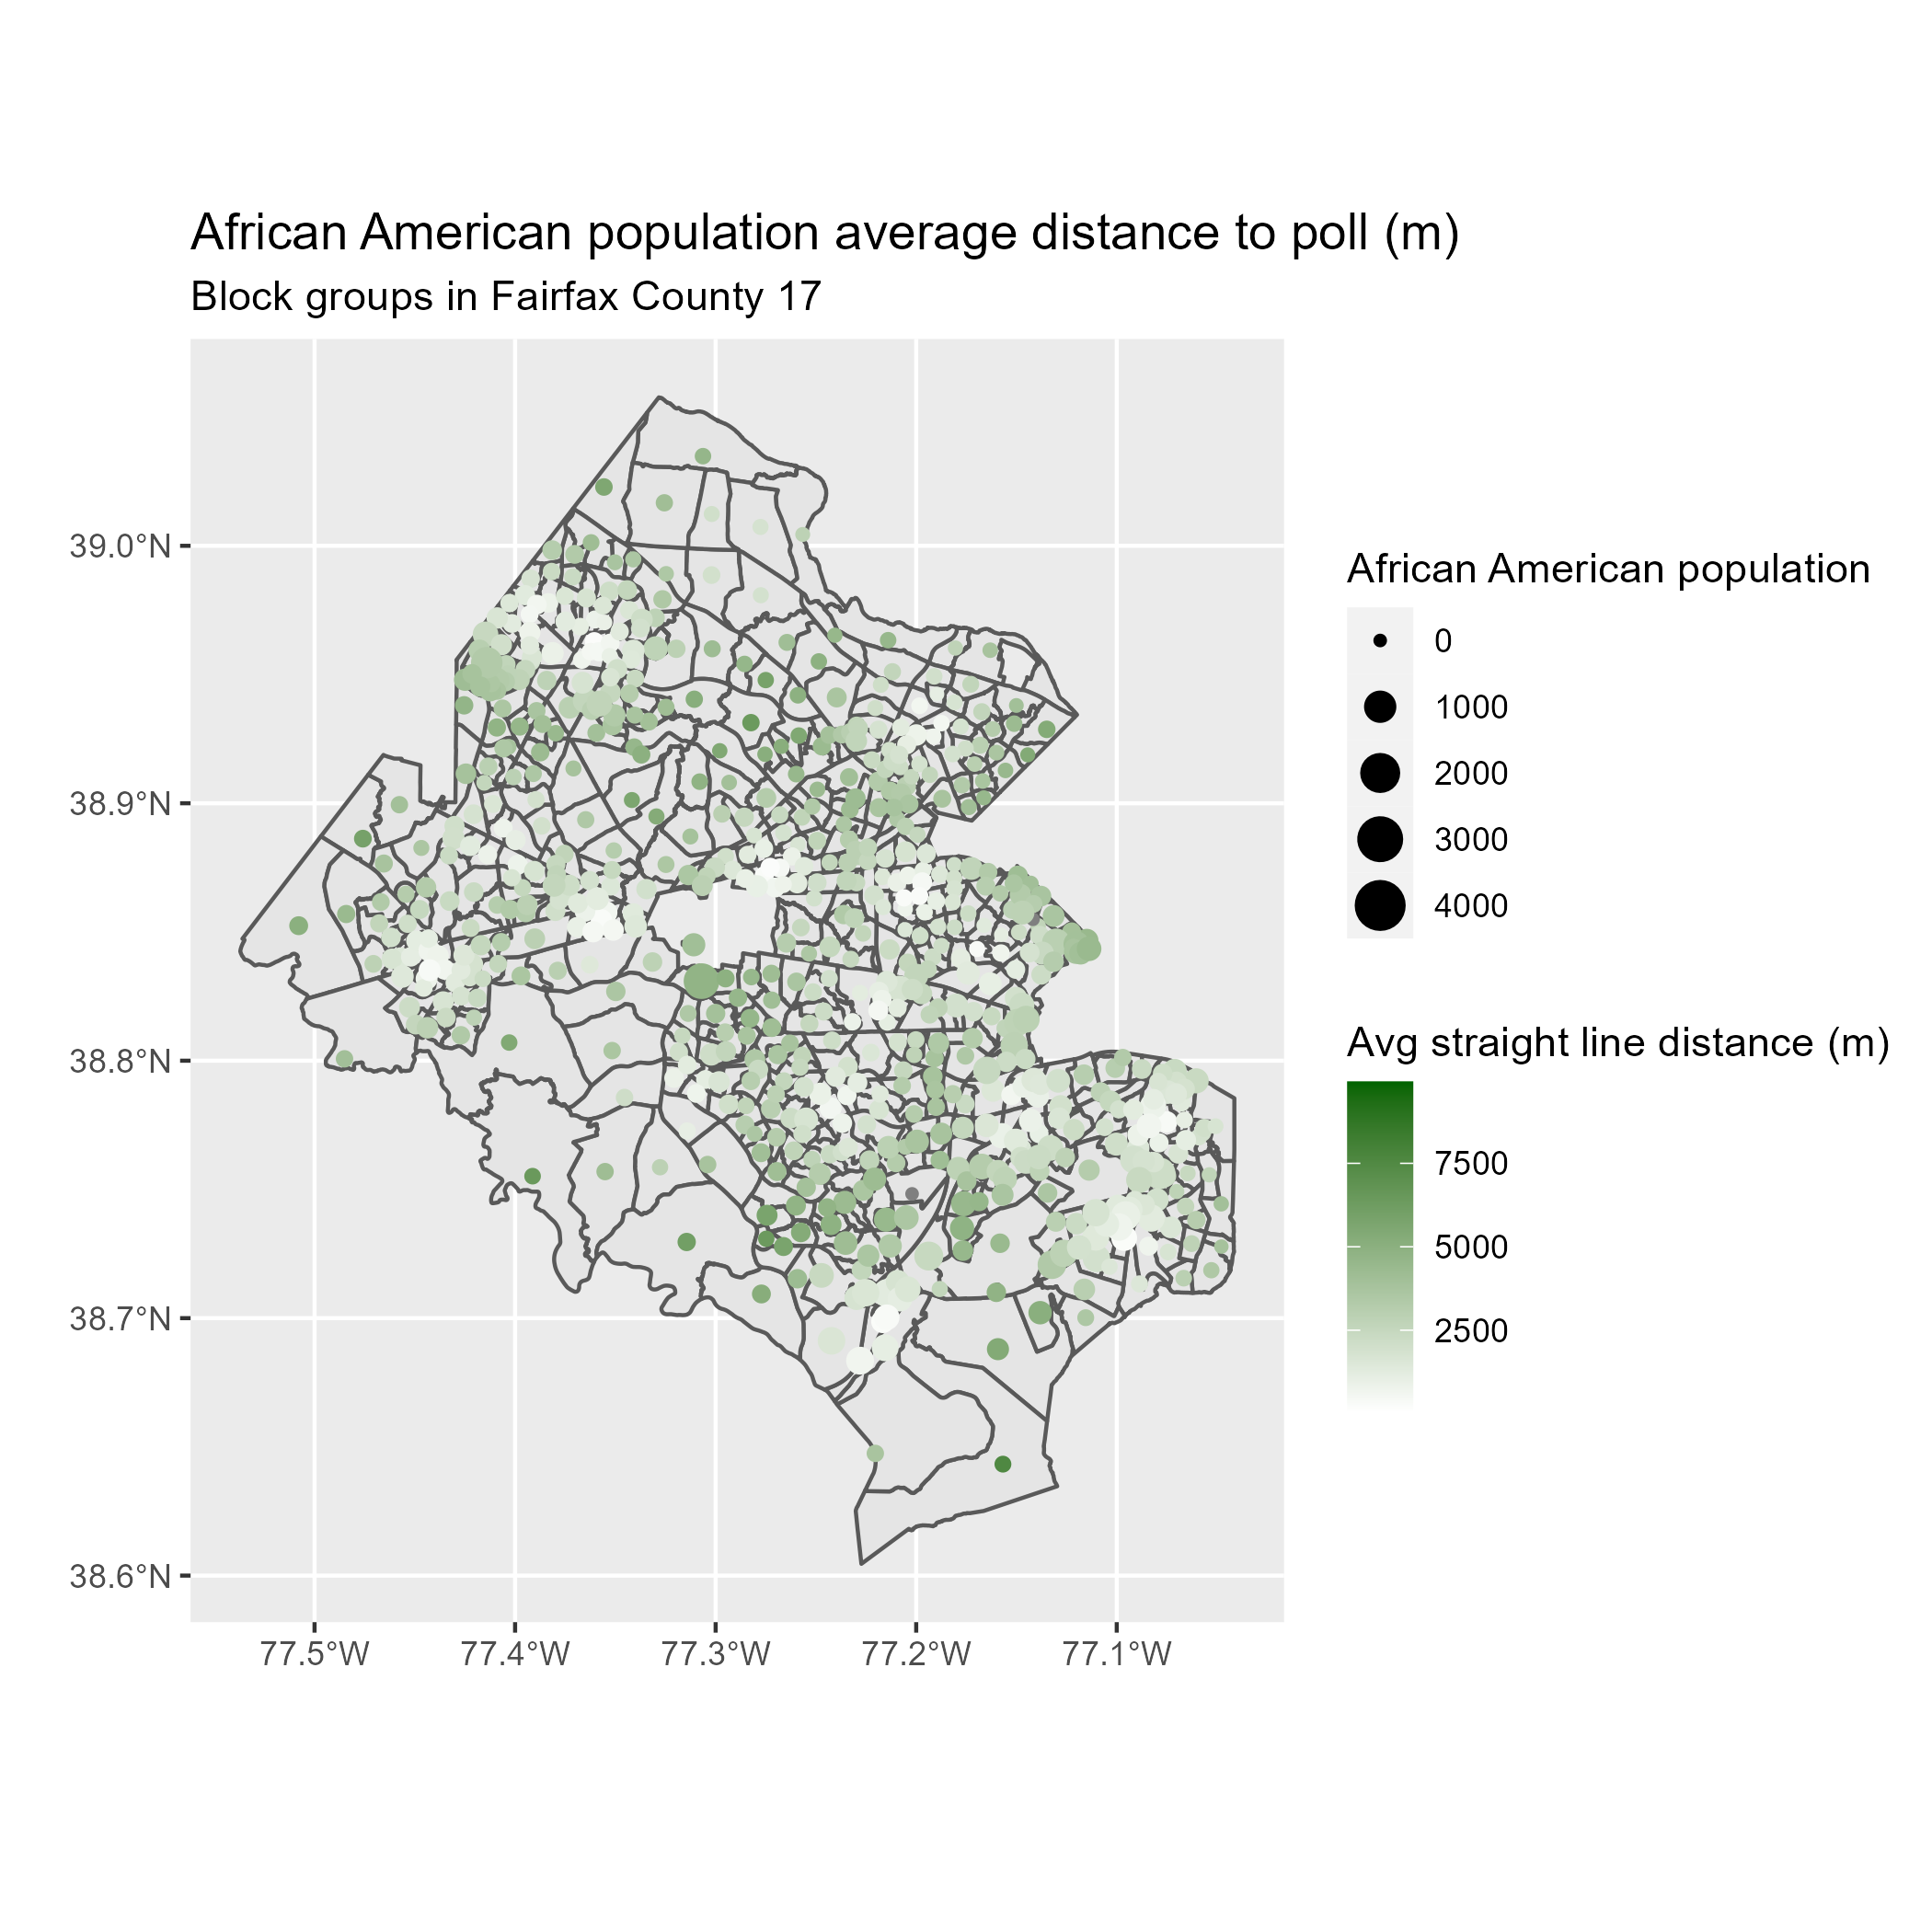 African American population average distance to poll (m)
Block groups in Fairfax County 17
39.0°N
38.9°N
38.8°N
38.7°N
38.6°N
77.5°W
77.4°W
77.3°W
77.2°W
77.1°W
African American population
0
1000
2000
3000
4000
Avg straight line distance (m)
7500
5000
2500